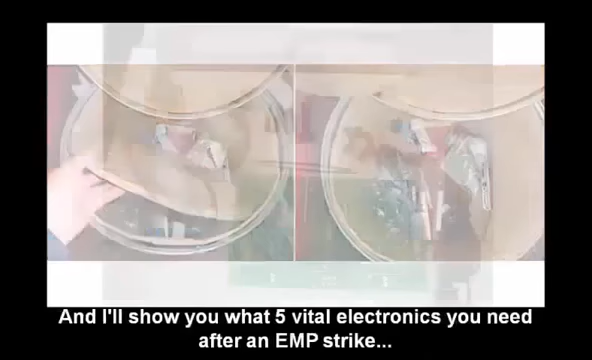 And I'll show you what 5 vital electronics you need
after an EMP strike...